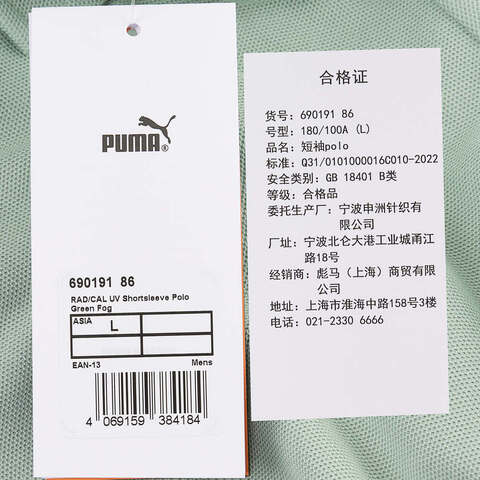 PUMA®
690191 86
RAD/CAL UV Shortsleeve Polo
Green Fog
ASIA
L
EAN-13 Mens
4 069159 384184
合格证
货号: 690191 86
号型: 180/100A (L)
品名: 短袖polo
标准: Q31/0101000016C010-2022
安全类别: GB 18401 B类
等级: 合格品
委托生产厂: 宁波申洲针织有
限公司
厂址: 宁波北仑大港工业城甬江
路18号
经销商: 彪马（上海）商贸有限
公司
地址: 上海市淮海中路158号3楼
电话: 021-2330 6666